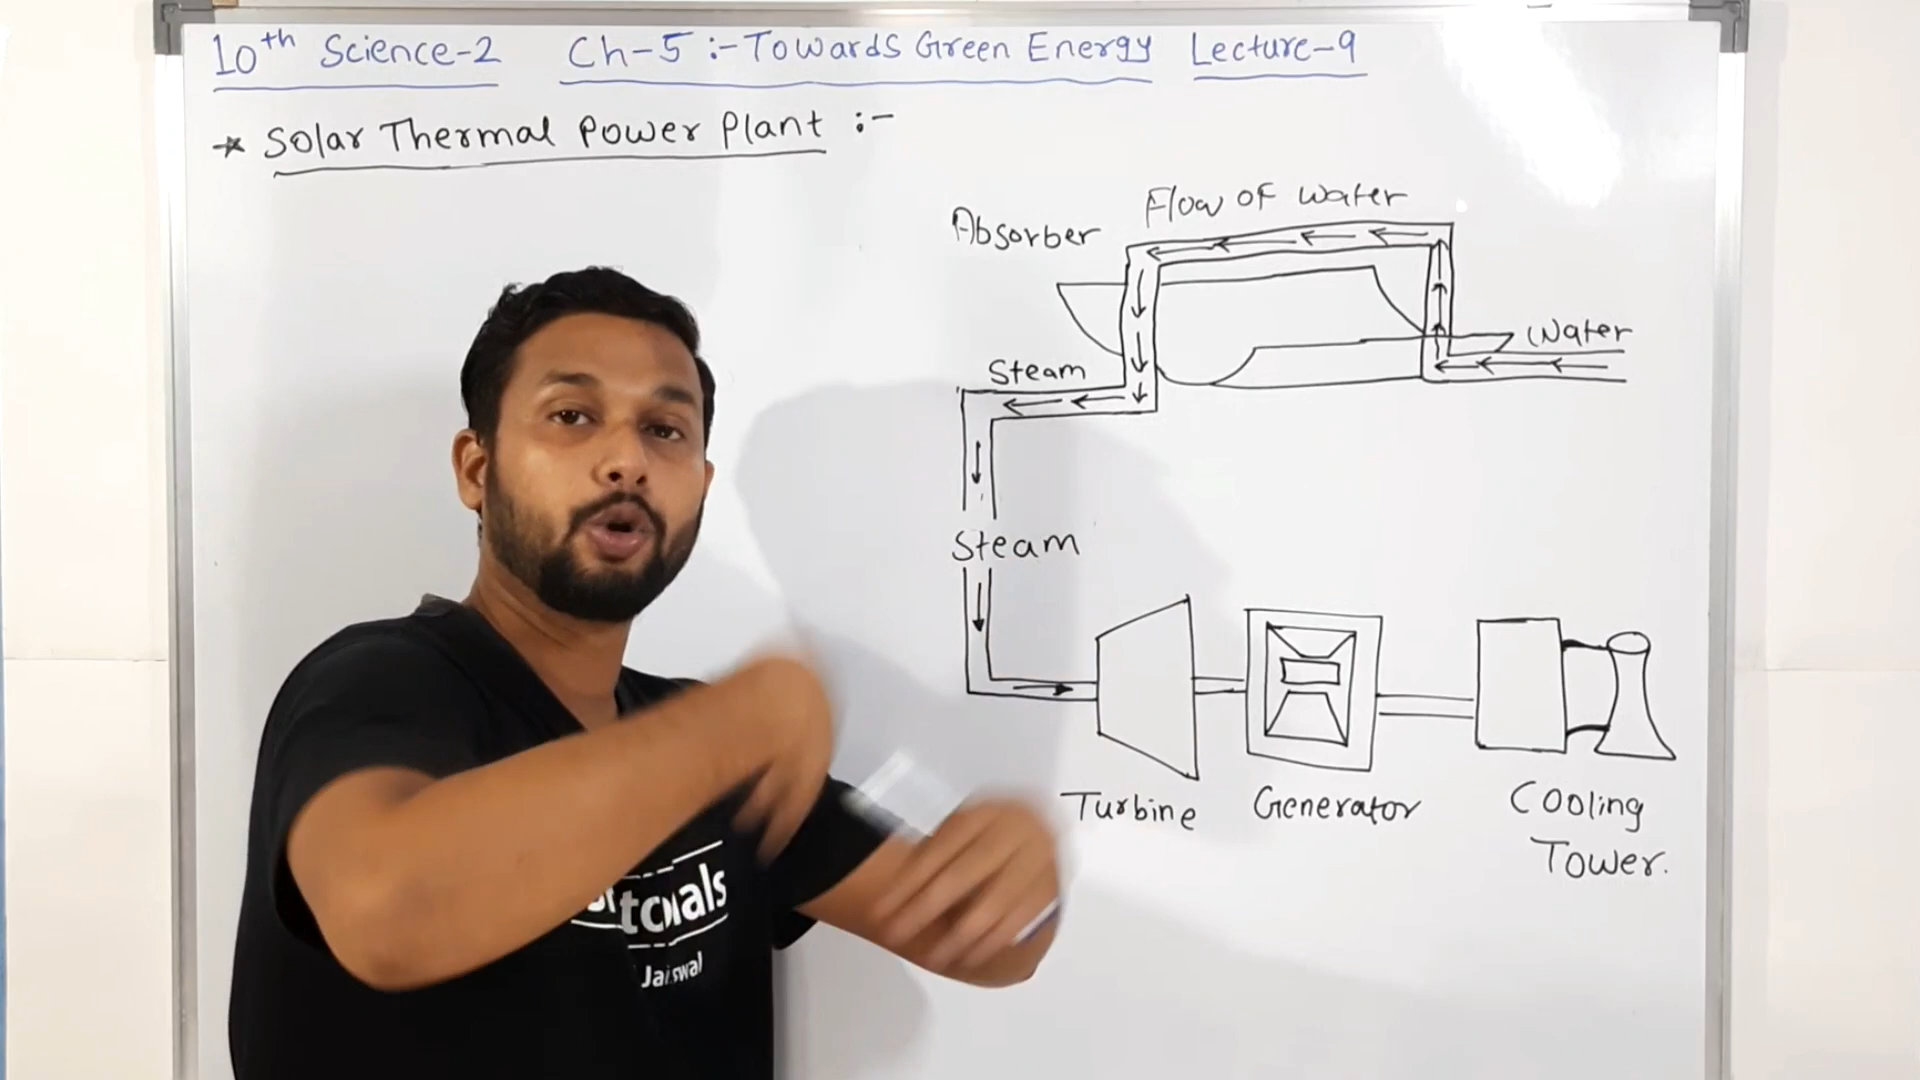 10th Science-2 Ch-5:-Towards Green Energy Lecture-9
* Solar Thermal Power Plant :-
Flow of water
Absorber
Water
Steam
Steam
Turbine Generator Cooling
Tower.
Jaiswal